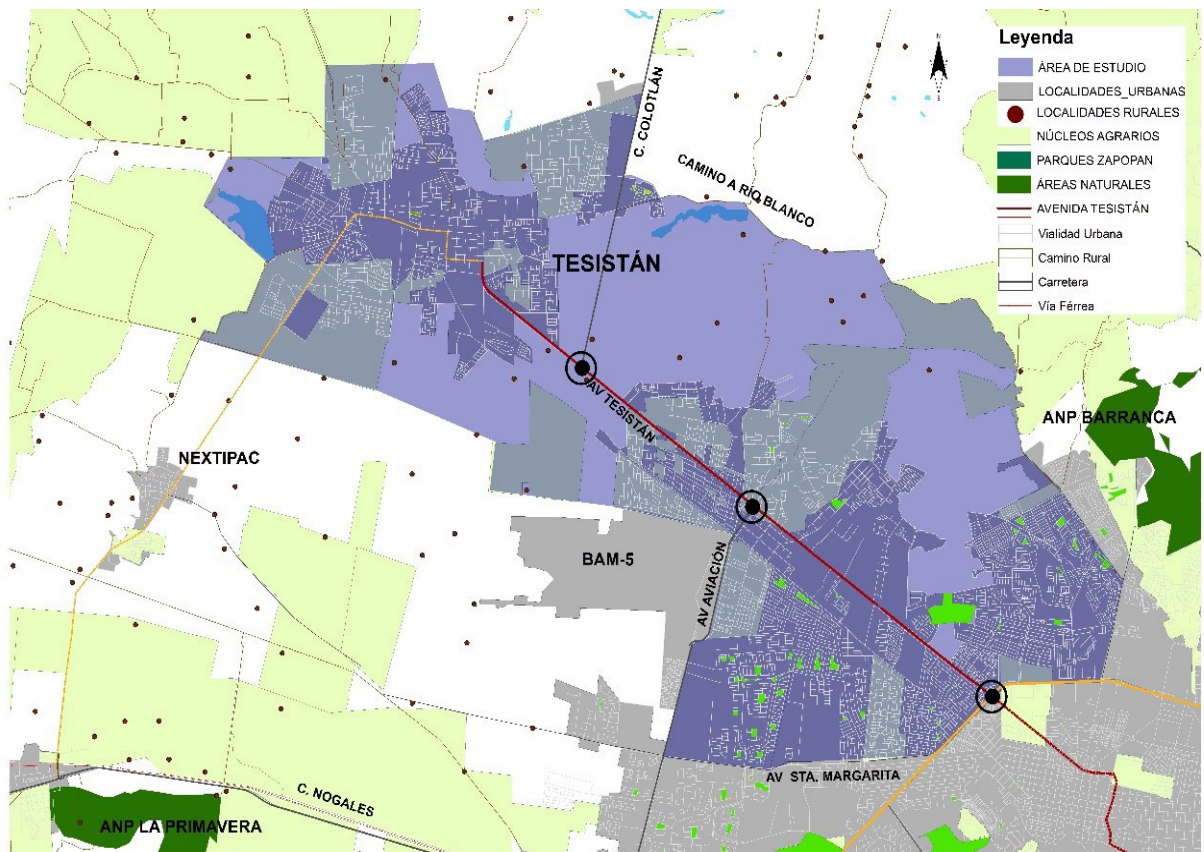 N
Leyenda
ÁREA DE ESTUDIO
LOCALIDADES_URBANAS
LOCALIDADES RURALES
NÚCLEOS AGRARIOS
PARQUES ZAPOPAN
ÁREAS NATURALES
AVENIDA TESISTÁN
Vialidad Urbana
Camino Rural
Carretera
Vía Férrea
C. COLOTLÁN
CAMINO A RÍO BLANCO
TESISTÁN
AV TESISTÁN
ANP BARRANCA
NEXTIPAC
BAM-5
AV AVIACIÓN
AV STA. MARGARITA
C. NOGALES
ANP LA PRIMAVERA